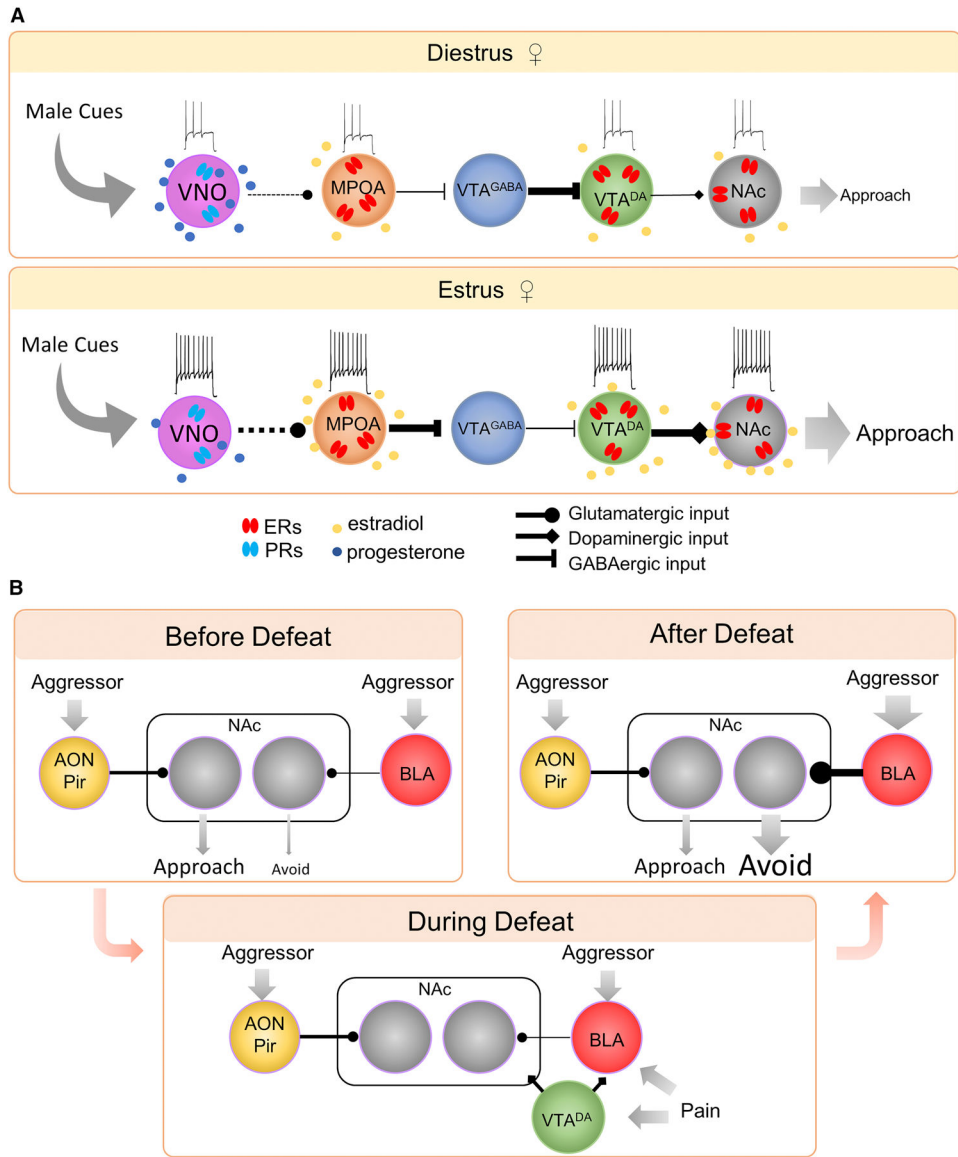 A
Diestrus ♀
Male Cues
VNO
MPOA
VTAGABA
VTADA
NAc
Approach
Estrus ♀
Male Cues
VNO
MPOA
VTAGABA
VTADA
NAc
Approach
ERs
PRs
estradiol
progesterone
Glutamatergic input
Dopaminergic input
GABAergic input
B
Before Defeat
Aggressor
Aggressor
NAc
AON
Pir
BLA
Approach
Avoid
After Defeat
Aggressor
Aggressor
NAc
AON
Pir
BLA
Approach
Avoid
During Defeat
Aggressor
Aggressor
NAc
AON
Pir
BLA
VTADA
Pain